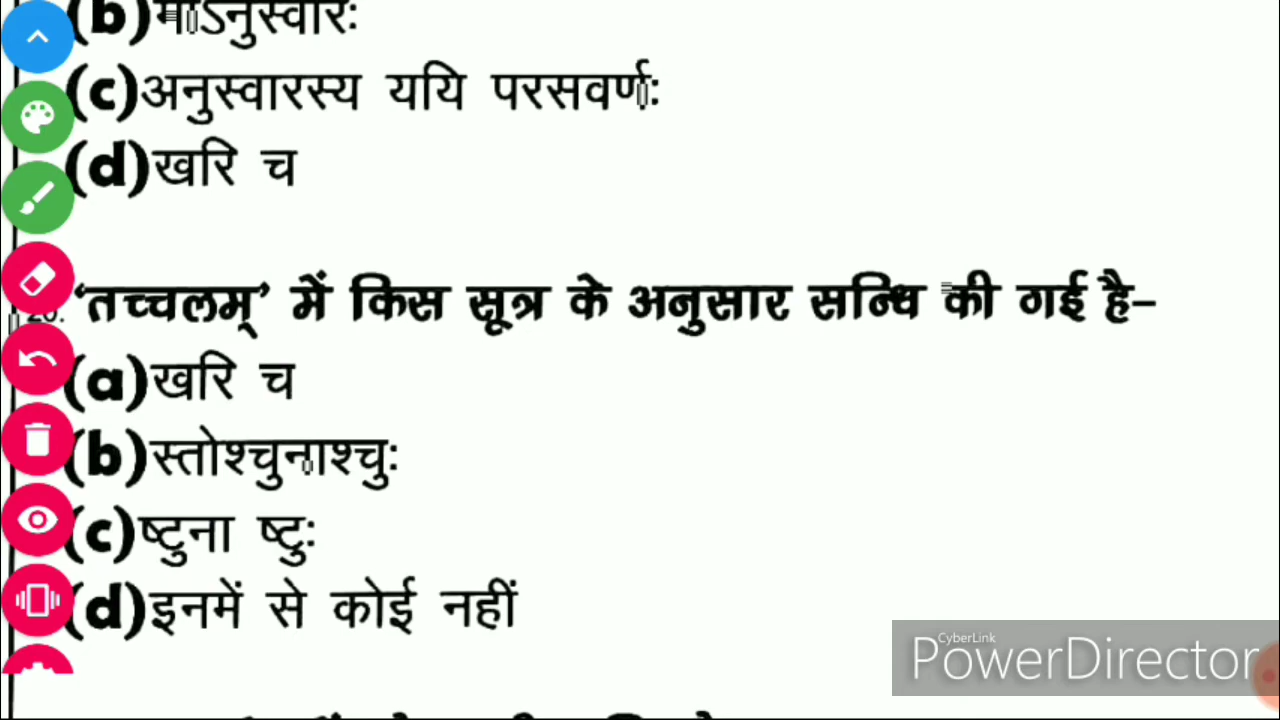 (b)मोऽनुस्वारः
(c)अनुस्वारस्य ययि परसवर्णः
(d)खरि च
‘तच्चलम्’ में किस सूत्र के अनुसार सन्धि की गई है–
(a)खरि च
(b)स्तोश्चुनाश्चुः
(c)ष्टुना ष्टुः
(d)इनमें से कोई नहीं
CyberLink
PowerDirector